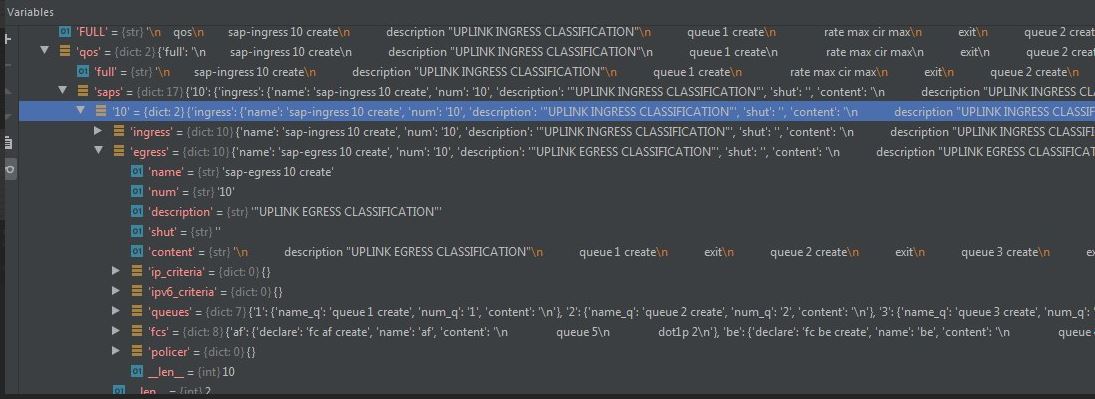 Variables
'FULL' = {str} '\n qos\n sap-ingress 10 create\n description "UPLINK INGRESS CLASSIFICATION"\n queue 1 create\n rate max cir max\n exit\n queue 2 create
'qos' = {dict: 2} {'full': '\n sap-ingress 10 create\n description "UPLINK INGRESS CLASSIFICATION"\n queue 1 create\n rate max cir max\n exit\n queue 2 create
'full' = {str} '\n sap-ingress 10 create\n description "UPLINK INGRESS CLASSIFICATION"\n queue 1 create\n rate max cir max\n exit\n queue 2 create
'saps' = {dict: 17} {'10': {'ingress': {'name': 'sap-ingress 10 create', 'num': '10', 'description': '"UPLINK INGRESS CLASSIFICATION"', 'shut': '', 'content': '\n description "UPLINK INGRE
'10' = {dict: 2} {'ingress': {'name': 'sap-ingress 10 create', 'num': '10', 'description': '"UPLINK INGRESS CLASSIFICATION"', 'shut': '', 'content': '\n description "UPLINK INGRESS CL
'ingress' = {dict: 10} {'name': 'sap-ingress 10 create', 'num': '10', 'description': '"UPLINK INGRESS CLASSIFICATION"', 'shut': '', 'content': '\n description "UPLINK INGRESS CLASSIF
'egress' = {dict: 10} {'name': 'sap-egress 10 create', 'num': '10', 'description': '"UPLINK EGRESS CLASSIFICATION"', 'shut': '', 'content': '\n description "UPLINK EGRESS CLASSIFICA
'name' = {str} 'sap-egress 10 create'
'num' = {str} '10'
'description' = {str} '"UPLINK EGRESS CLASSIFICATION"'
'shut' = {str} ''
'content' = {str} '\n description "UPLINK EGRESS CLASSIFICATION"\n queue 1 create\n exit\n queue 2 create\n exit\n queue 3 create\n ex
'ip_criteria' = {dict: 0} {}
'ipv6_criteria' = {dict: 0} {}
'queues' = {dict: 7} {'1': {'name_q': 'queue 1 create', 'num_q': '1', 'content': '\n'}, '2': {'name_q': 'queue 2 create', 'num_q': '2', 'content': '\n'}, '3': {'name_q': 'queue 3 create', 'num_q': '
'fcs' = {dict: 8} {'af': {'declare': 'fc af create', 'name': 'af', 'content': '\n queue 5\n dot1p 2\n'}, 'be': {'declare': 'fc be create', 'name': 'be', 'content': '\n queue
'policer' = {dict: 0} {}
__len__ = {int} 10
__len__ = {int} 2